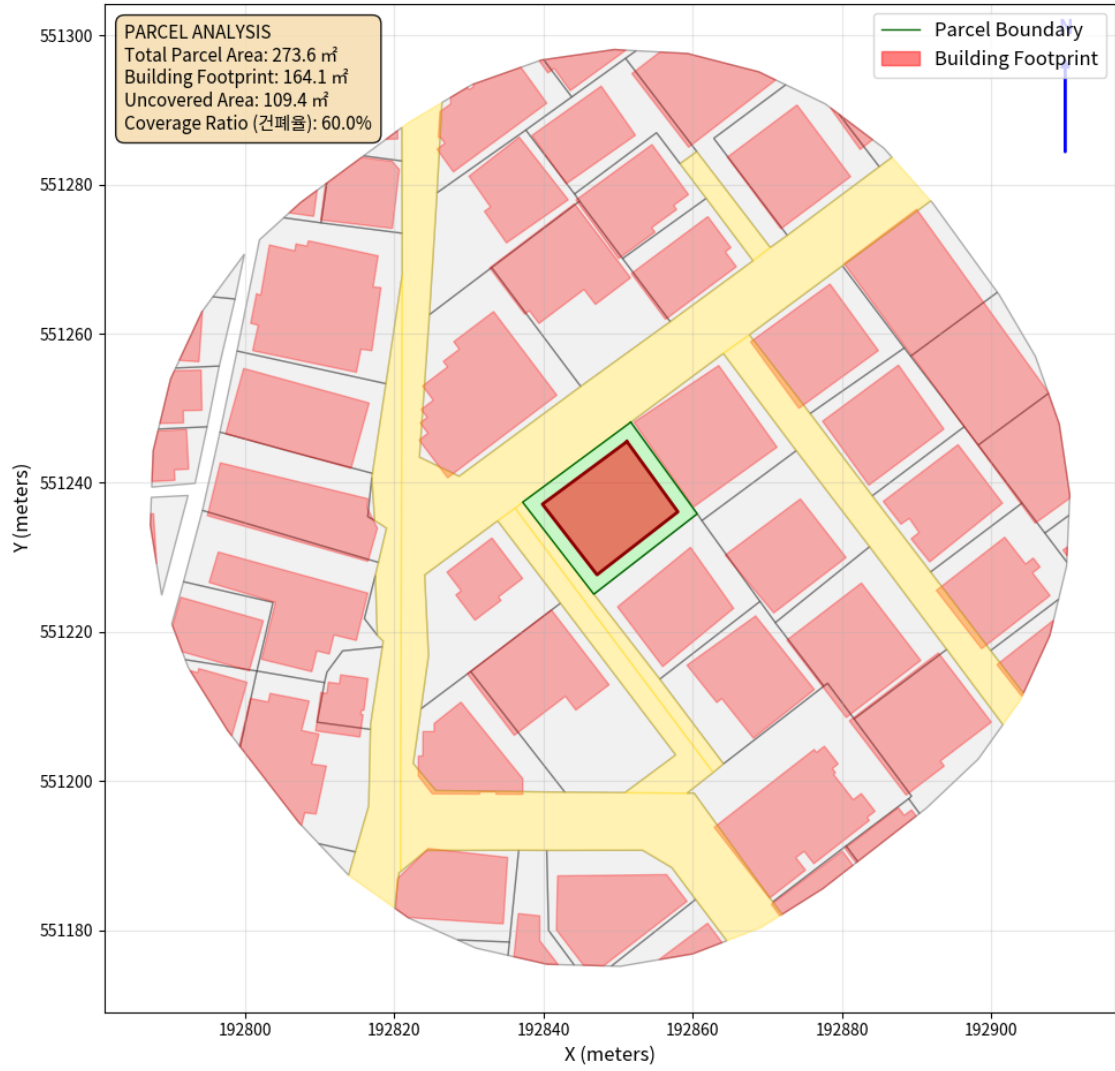 PARCEL ANALYSIS
Total Parcel Area: 273.6 ㎡
Building Footprint: 164.1 ㎡
Uncovered Area: 109.4 ㎡
Coverage Ratio (건폐율): 60.0%
Parcel Boundary
Building Footprint
N
551300
551280
551260
551240
551220
551200
551180
Y (meters)
192800
192820
192840
192860
192880
192900
X (meters)